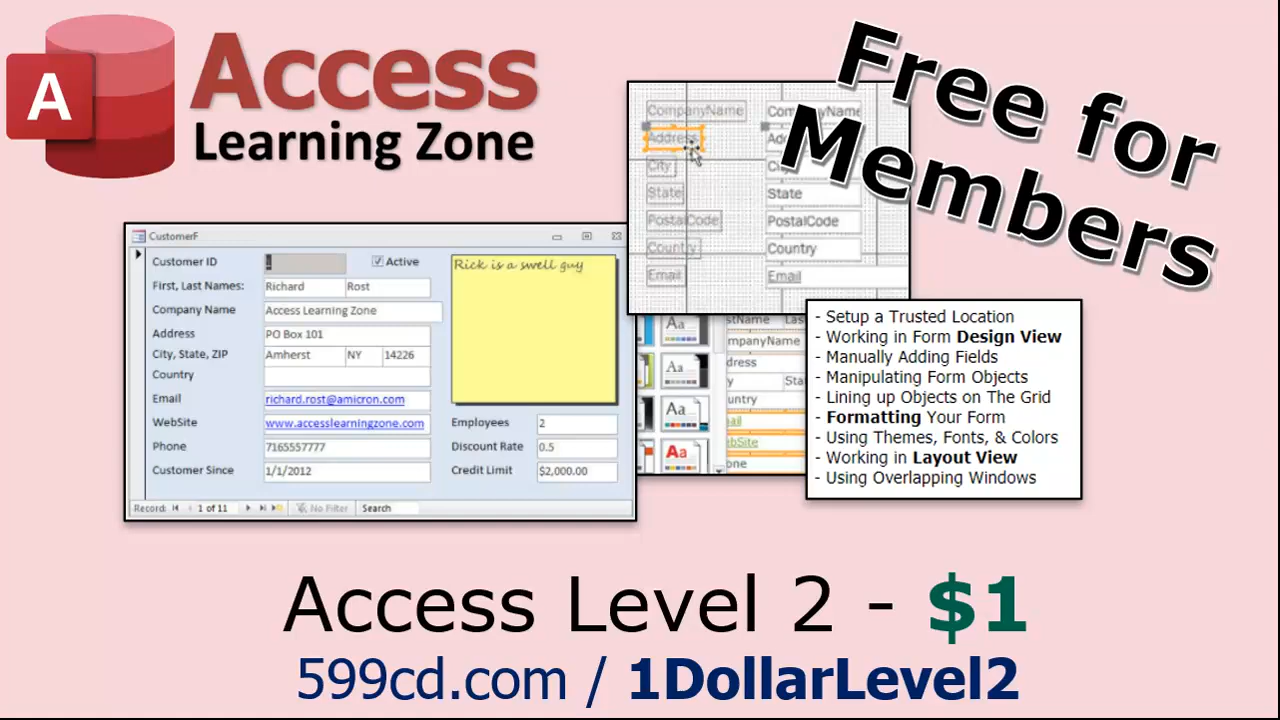 A
Access
Learning Zone
Free for
Members
CompanyName
Address
City
State
State
PostalCode
PostalCode
Country
Country
Email
Email
CustomerF
Customer ID
Active
First, Last Names: Richard Rost
Company Name Access Learning Zone
Address PO Box 101
City, State, ZIP Amherst NY 14226
Country
Email richard.rost@amicron.com
WebSite www.accesslearningzone.com
Phone 7165557777
Customer Since 1/1/2012
Rick is a swell guy
Employees 2
Discount Rate 0.5
Credit Limit $2,000.00
Record: 1 of 11 No Filter Search
Aa
Aa
Aa
Aa
- Setup a Trusted Location
- Working in Form Design View
- Manually Adding Fields
- Manipulating Form Objects
- Lining up Objects on The Grid
- Formatting Your Form
- Using Themes, Fonts, & Colors
- Working in Layout View
- Using Overlapping Windows
Access Level 2 - $1
599cd.com / 1DollarLevel2